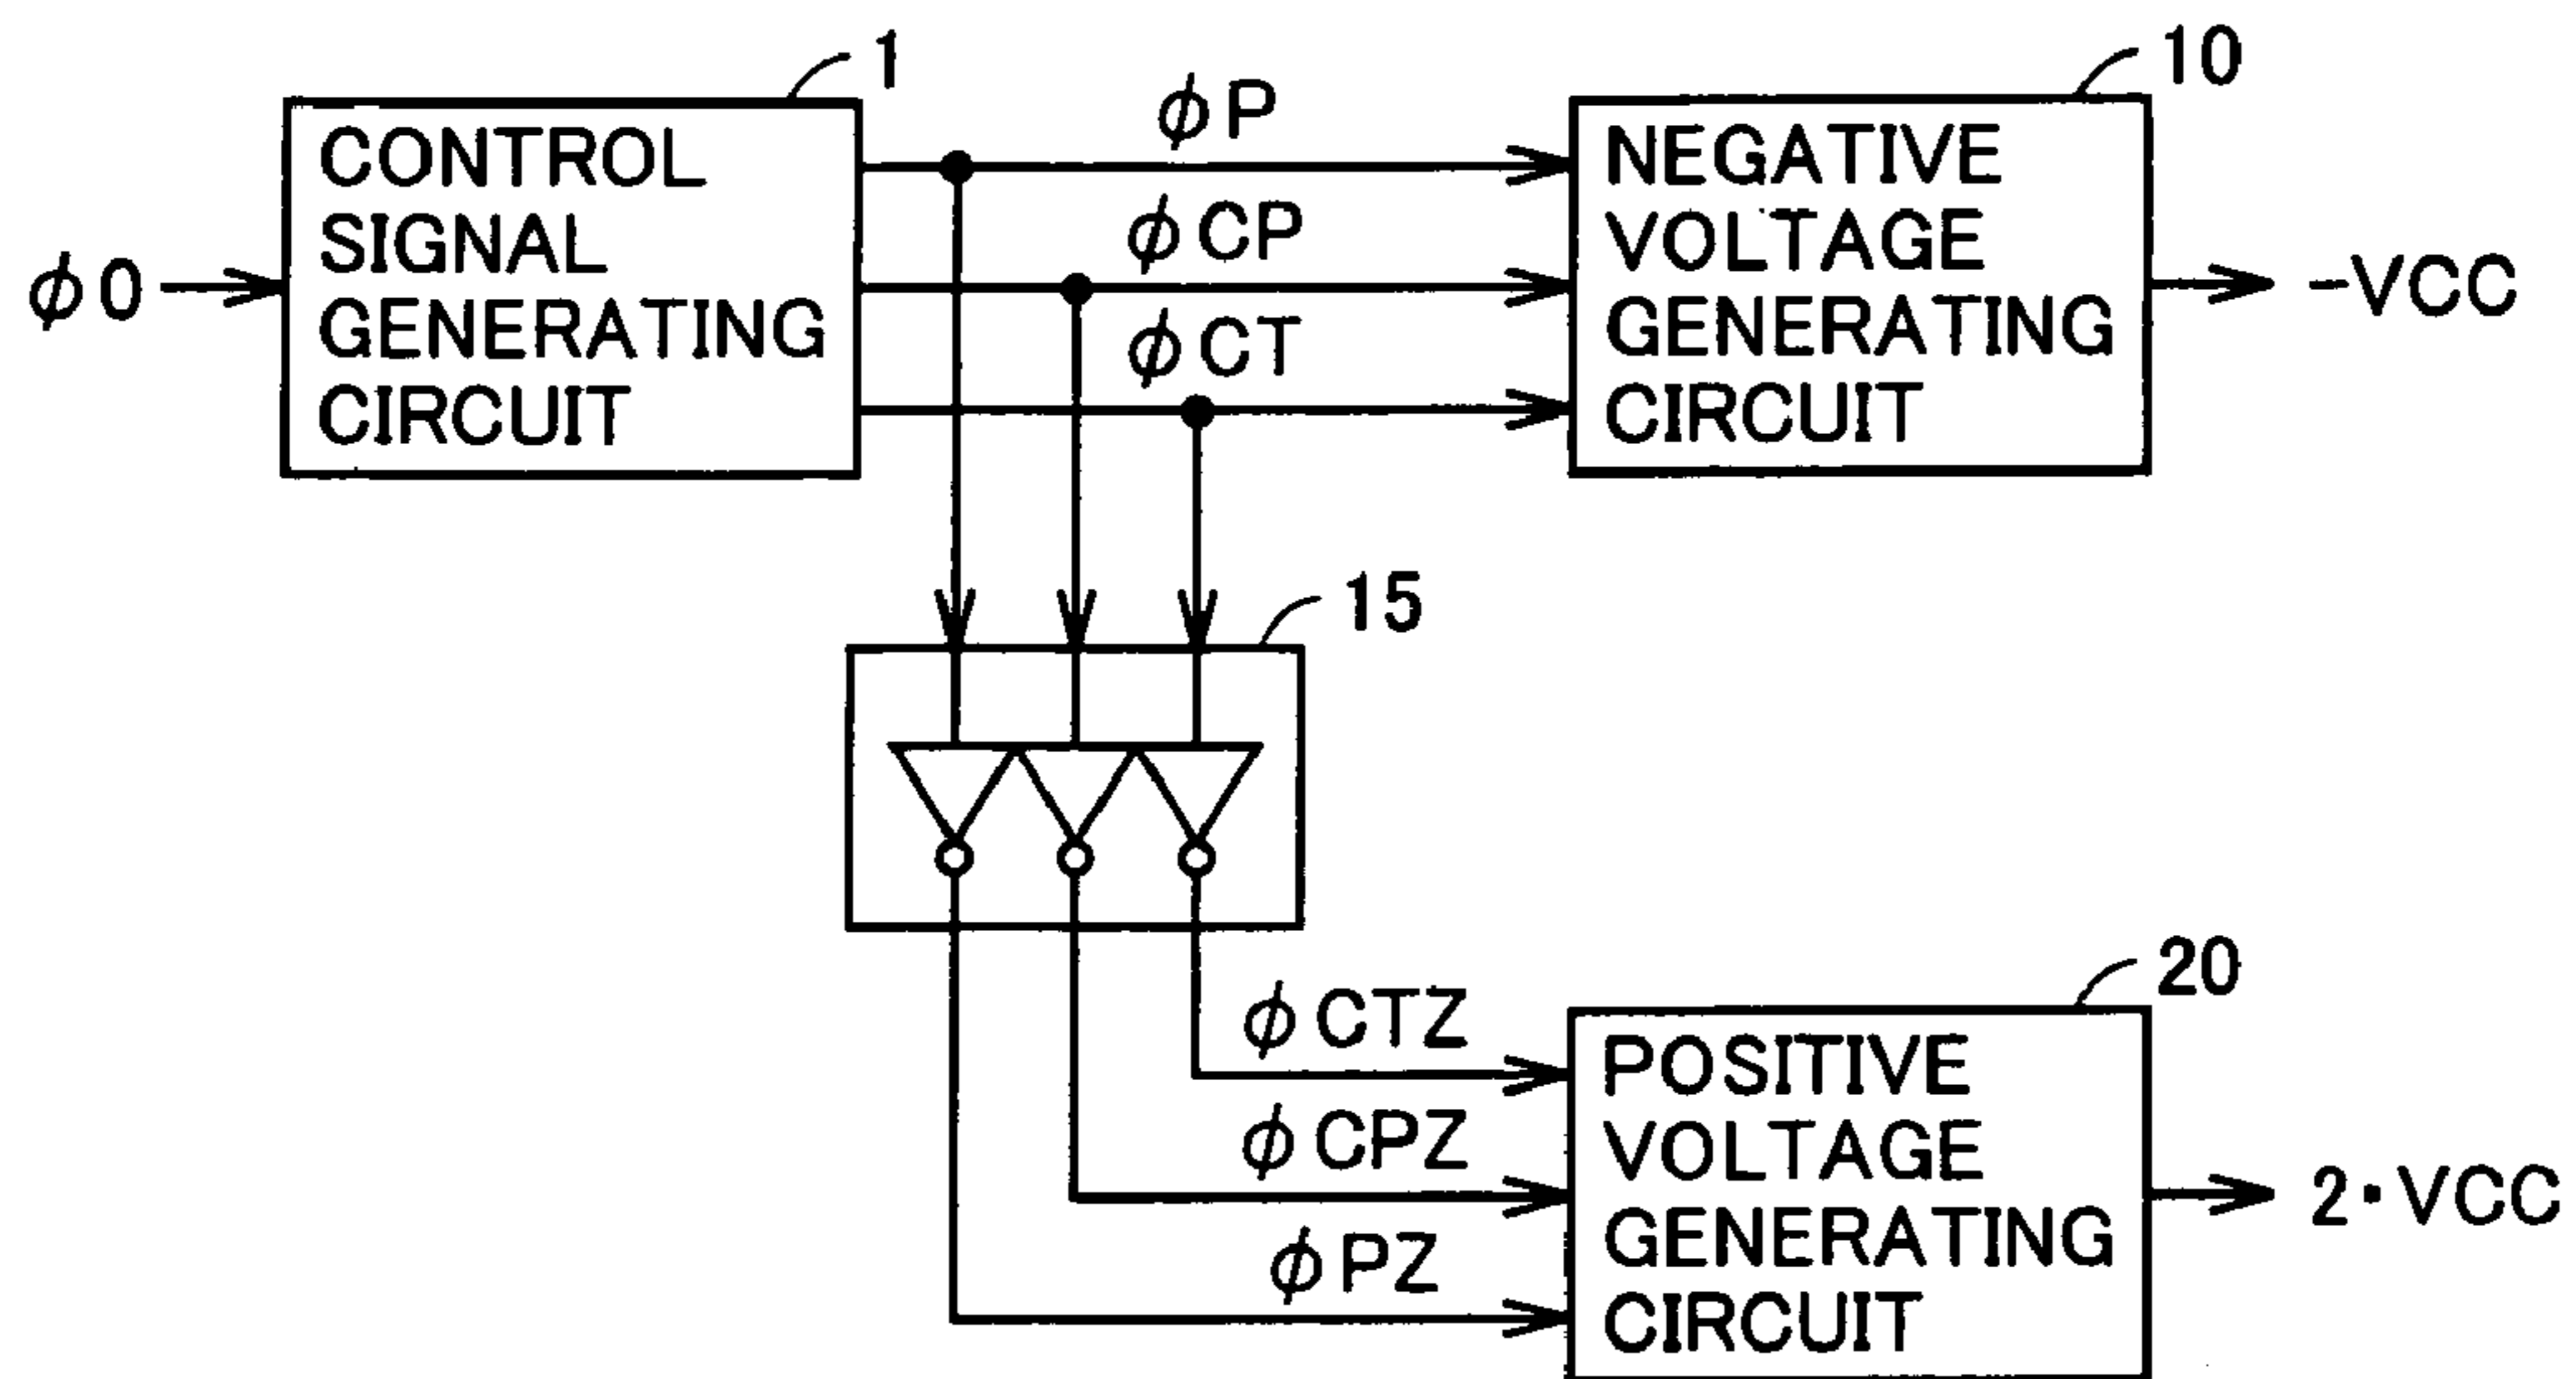 1
10
φP
CONTROL
SIGNAL
GENERATING
CIRCUIT
NEGATIVE
VOLTAGE
GENERATING
CIRCUIT
φCP
φ0
-VCC
φCT
15
20
φCTZ
POSITIVE
VOLTAGE
GENERATING
CIRCUIT
φCPZ
2・VCC
φPZ